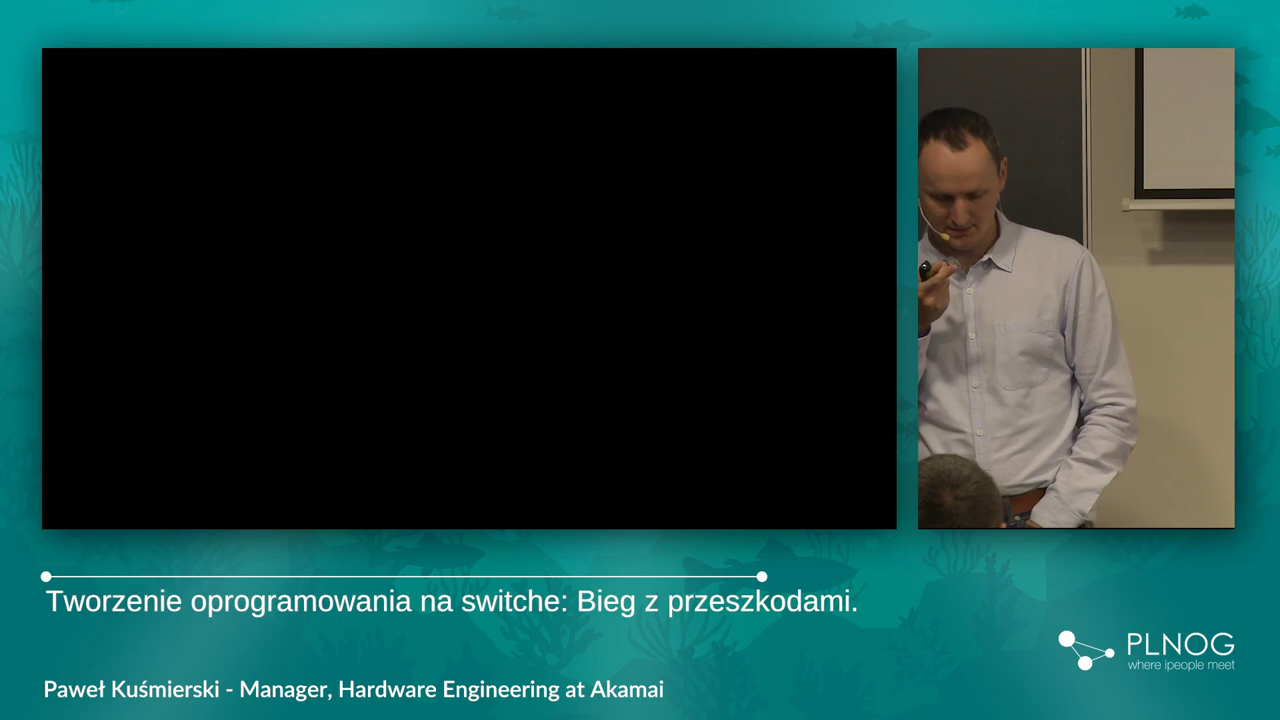 Tworzenie oprogramowania na switche: Bieg z przeszkodami.
PLNOG
where ipeople meet
Paweł Kuśmierski - Manager, Hardware Engineering at Akamai